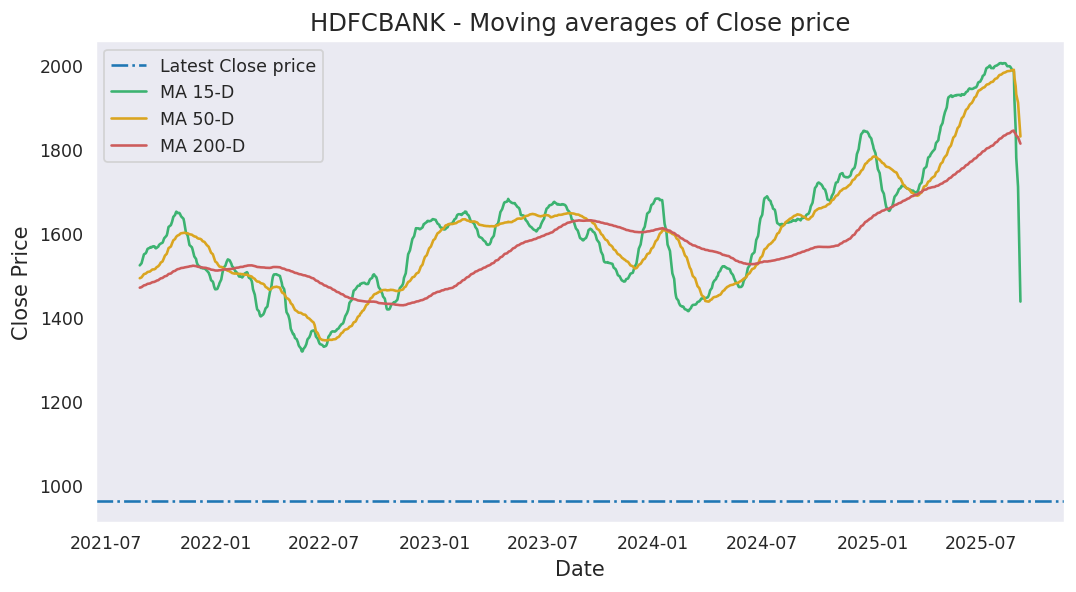 HDFCBANK - Moving averages of Close price
Latest Close price
MA 15-D
MA 50-D
MA 200-D
Close Price
2000
1800
1600
1400
1200
1000
2021-07 2022-01 2022-07 2023-01 2023-07 2024-01 2024-07 2025-01 2025-07
Date